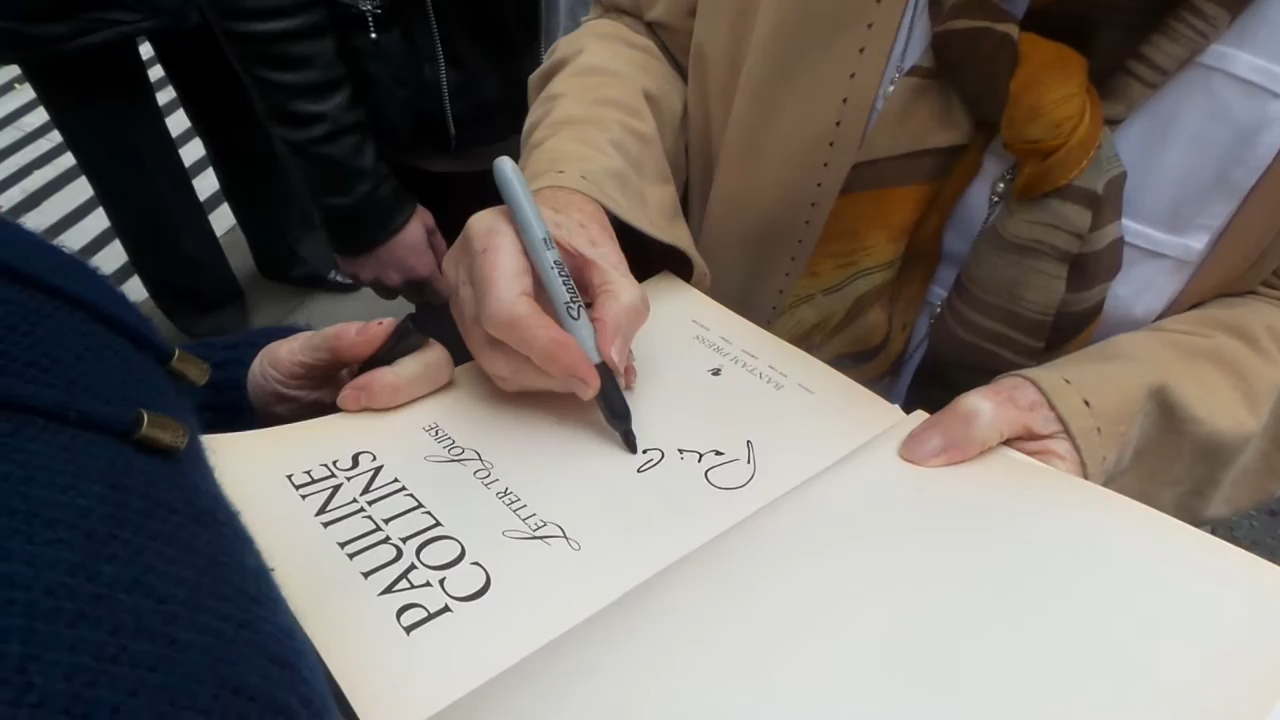 PAULINE
COLLINS
LETTER TO LOUISE
BANTAM PRESS
Sharpie